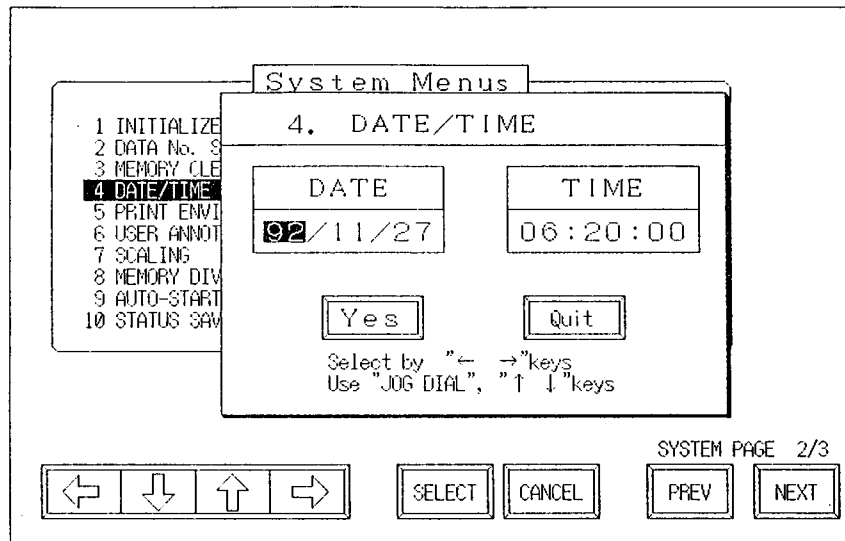 System Menus
4. DATE/TIME
1 INITIALIZE
2 DATA No. S
3 MEMORY CLE
4 DATE/TIME
5 PRINT ENVI
6 USER ANNOT
7 SCALING
8 MEMORY DIV
9 AUTO-START
10 STATUS SAV
DATE
92/11/27
TIME
06:20:00
Yes
Quit
Select by "← →"keys
Use "JOG DIAL", "↑ ↓"keys
SYSTEM PAGE 2/3
SELECT
CANCEL
PREV
NEXT